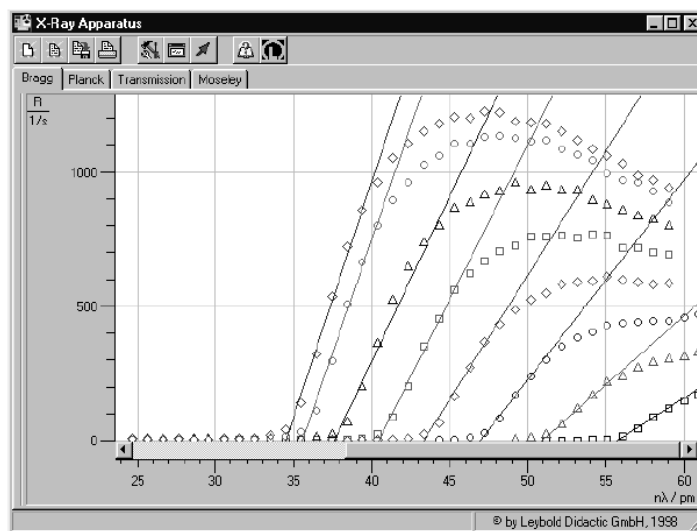 X-Ray Apparatus
Bragg Planck Transmission Moseley
R
1/s
1000
500
0
25 30 35 40 45 50 55 60
nλ / pm
© by Leybold Didactic GmbH, 1998